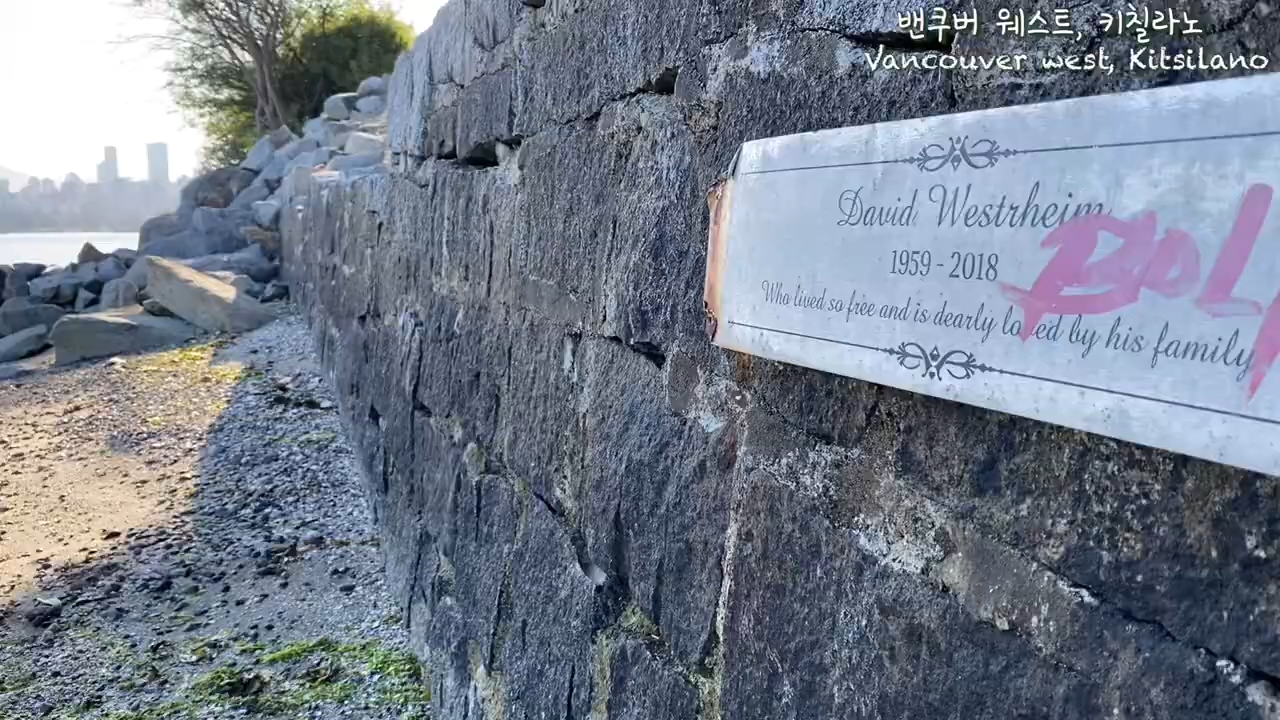 밴쿠버 웨스트, 키칠라노
Vancouver west, Kitsilano
David Westrheim
1959 - 2018
Who lived so free and is dearly loved by his family